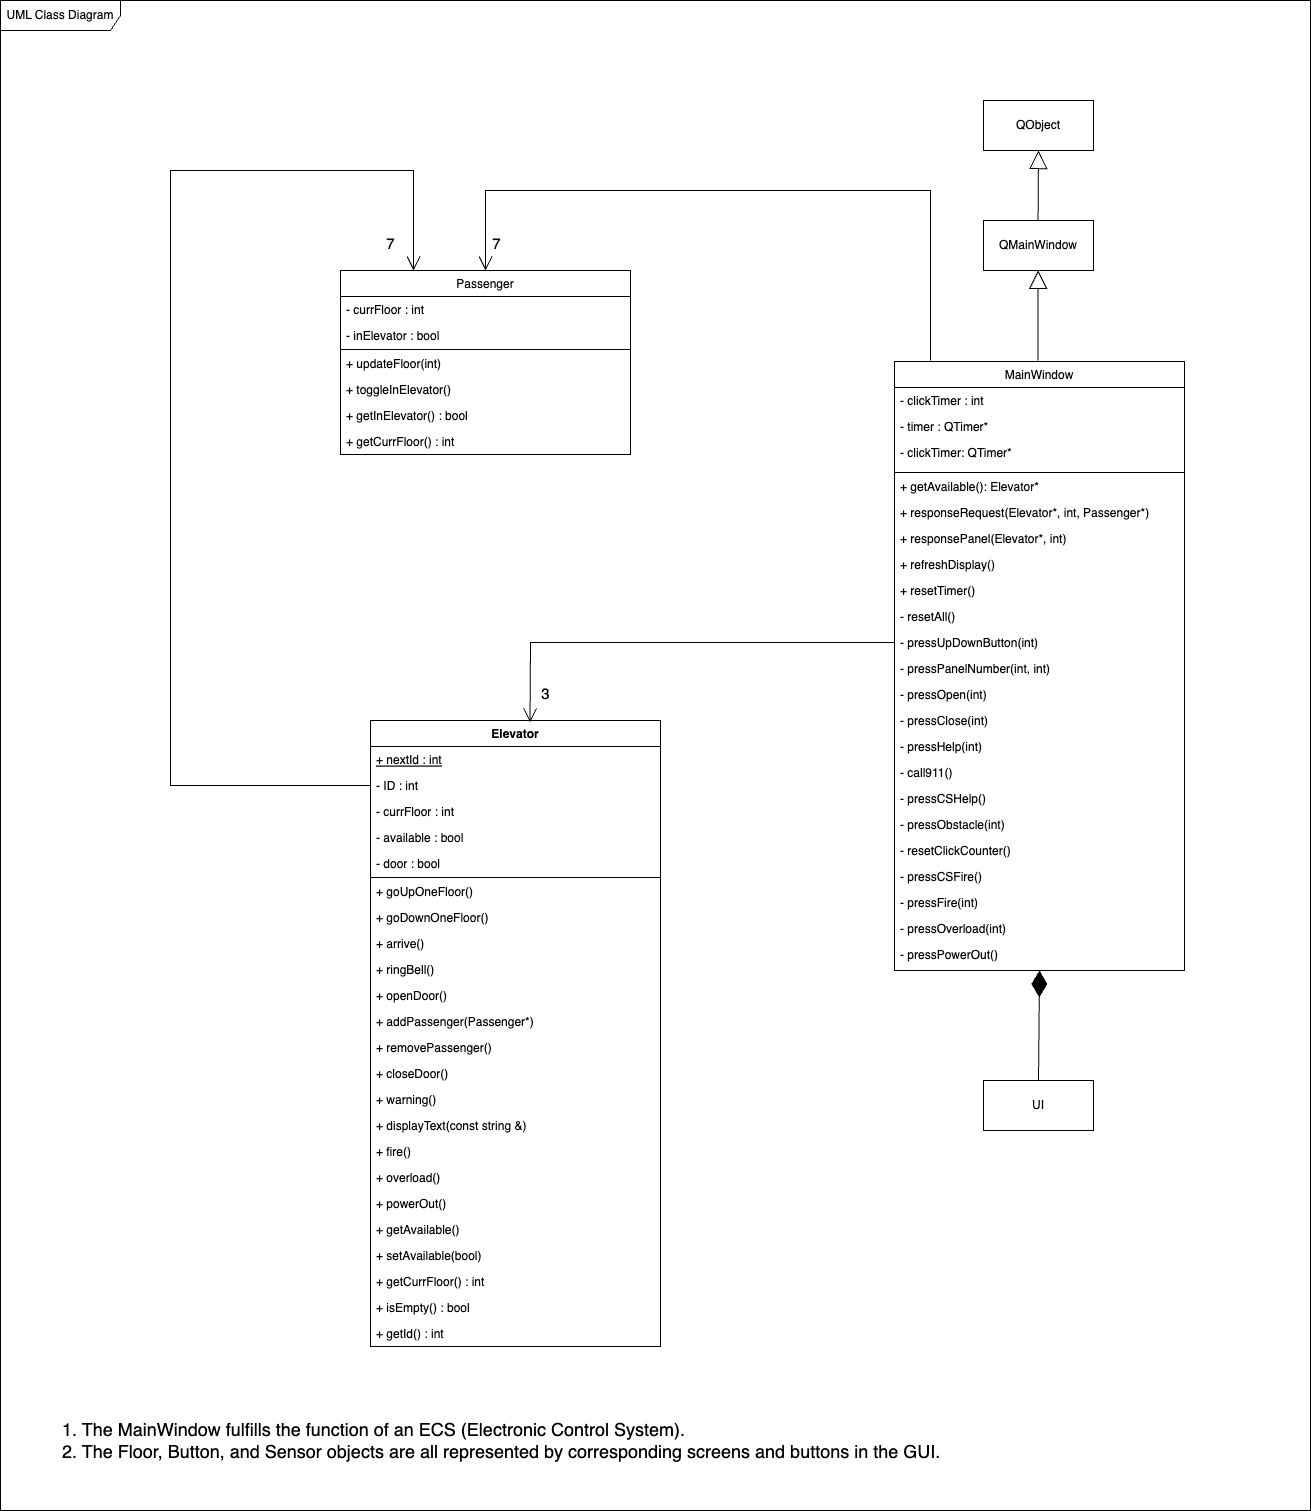 UML Class Diagram
QObject
QMainWindow
7
7
Passenger
- currFloor : int
- inElevator : bool
+ updateFloor(int)
+ toggleInElevator()
+ getInElevator() : bool
+ getCurrFloor() : int
MainWindow
- clickTimer : int
- timer : QTimer*
- clickTimer: QTimer*
+ getAvailable(): Elevator*
+ responseRequest(Elevator*, int, Passenger*)
+ responsePanel(Elevator*, int)
+ refreshDisplay()
+ resetTimer()
- resetAll()
- pressUpDownButton(int)
- pressPanelNumber(int, int)
- pressOpen(int)
- pressClose(int)
- pressHelp(int)
- call911()
- pressCSHelp()
- pressObstacle(int)
- resetClickCounter()
- pressCSFire()
- pressFire(int)
- pressOverload(int)
- pressPowerOut()
3
Elevator
+ nextId : int
- ID : int
- currFloor : int
- available : bool
- door : bool
+ goUpOneFloor()
+ goDownOneFloor()
+ arrive()
+ ringBell()
+ openDoor()
+ addPassenger(Passenger*)
+ removePassenger()
+ closeDoor()
+ warning()
+ displayText(const string &)
+ fire()
+ overload()
+ powerOut()
+ getAvailable()
+ setAvailable(bool)
+ getCurrFloor() : int
+ isEmpty() : bool
+ getId() : int
UI
1. The MainWindow fulfills the function of an ECS (Electronic Control System).
2. The Floor, Button, and Sensor objects are all represented by corresponding screens and buttons in the GUI.